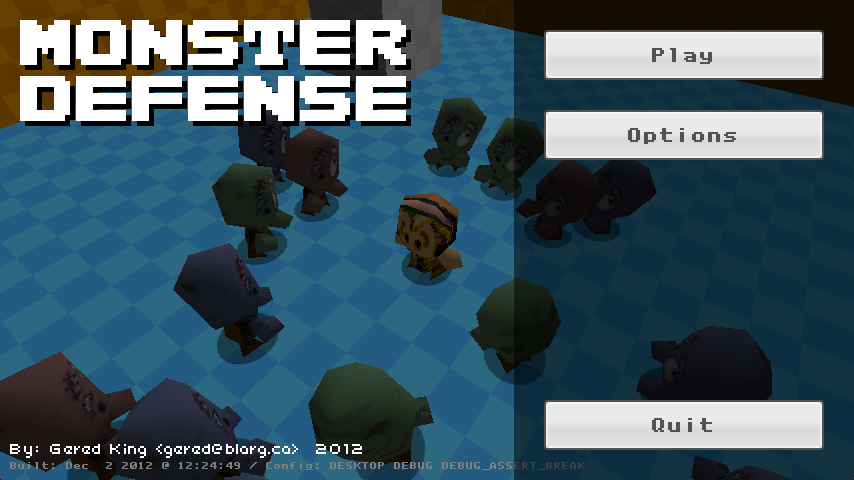 MONSTER
DEFENSE
Play
Options
Quit
By: Gered King <gered@blarg.ca>  2012
Built: Dec  2 2012 @ 12:24:49 / Config: DESKTOP DEBUG DEBUG_ASSERT_BREAK